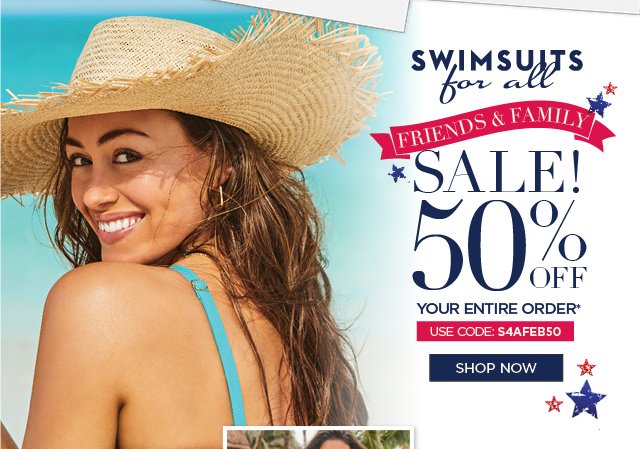 SWIMSUITS
for all
FRIENDS & FAMILY
SALE!
50% OFF
YOUR ENTIRE ORDER*
USE CODE: S4AFEB50
SHOP NOW